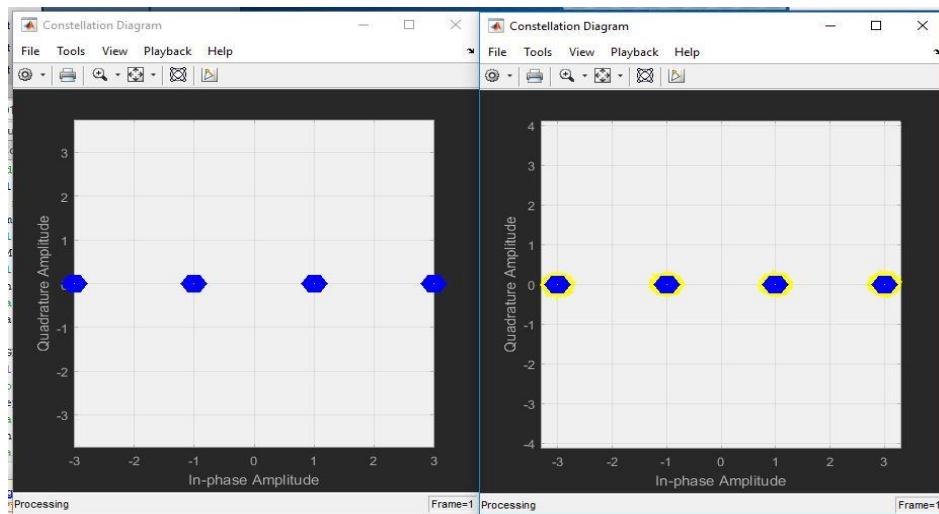 Constellation Diagram
File Tools View Playback Help
Quadrature Amplitude
3
2
1
0
-1
-2
-3
-3 -2 -1 0 1 2 3
In-phase Amplitude
Processing Frame=1
Constellation Diagram
File Tools View Playback Help
Quadrature Amplitude
4
3
2
1
0
-1
-2
-3
-4
-3 -2 -1 0 1 2 3
In-phase Amplitude
Processing Frame=1